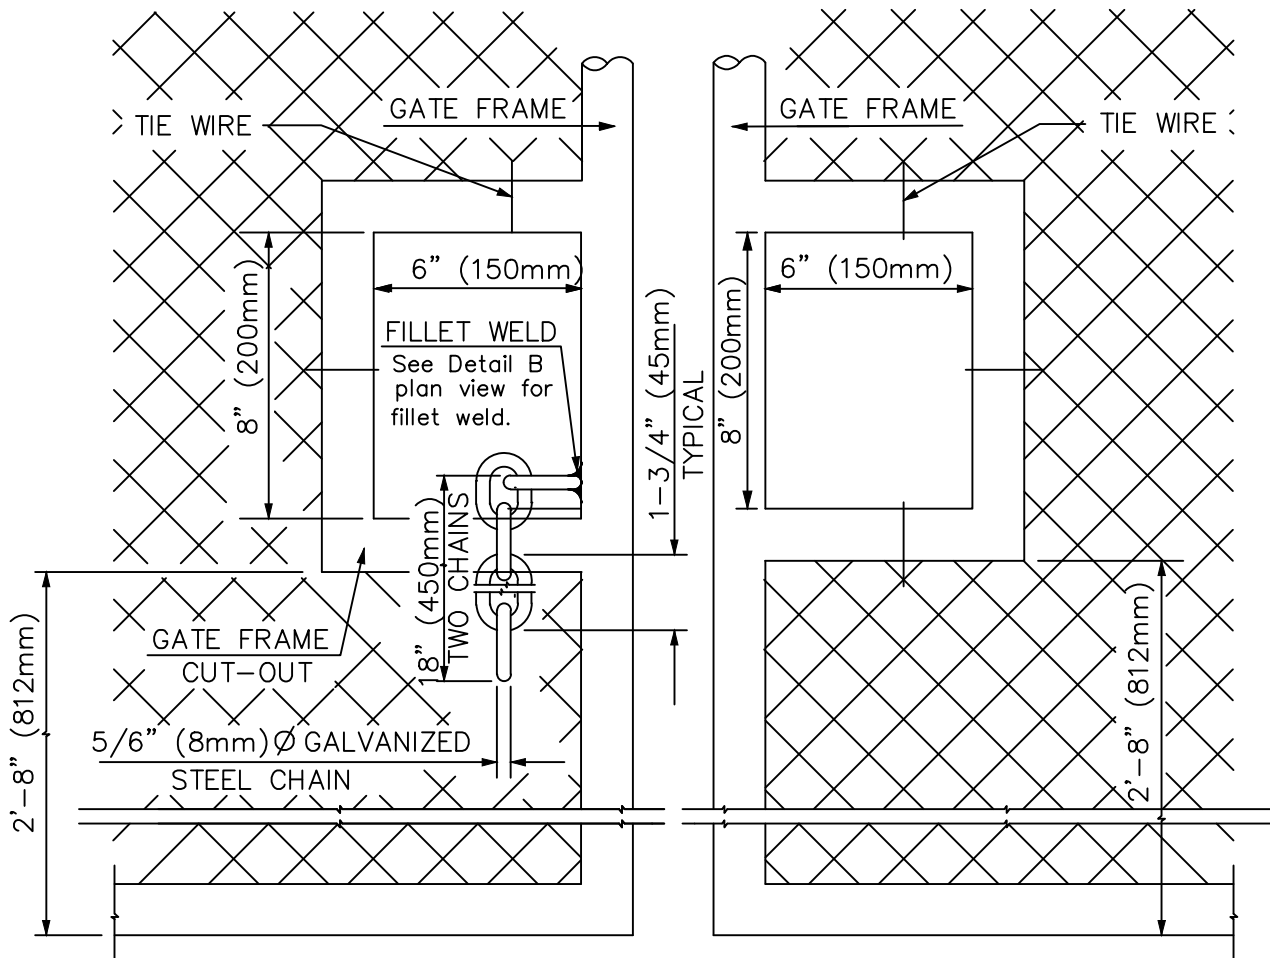 GATE FRAME
GATE FRAME
TIE WIRE
TIE WIRE
6” (150mm)
6” (150mm)
8” (200mm)
8” (200mm)
FILLET WELD
See Detail B
plan view for
fillet weld.
1-3/4” (45mm)
TYPICAL
18” (450mm)
TWO CHAINS
GATE FRAME
CUT-OUT
2’-8” (812mm)
2’-8” (812mm)
5/6” (8mm)Ø GALVANIZED
STEEL CHAIN